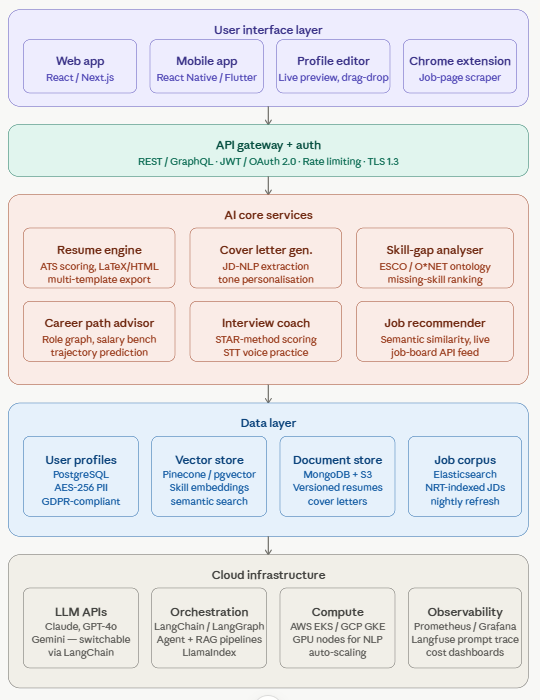 User interface layer
Web app
React / Next.js
Mobile app
React Native / Flutter
Profile editor
Live preview, drag-drop
Chrome extension
Job-page scraper
API gateway + auth
REST / GraphQL · JWT / OAuth 2.0 · Rate limiting · TLS 1.3
AI core services
Resume engine
ATS scoring, LaTeX/HTML
multi-template export
Cover letter gen.
JD-NLP extraction
tone personalisation
Skill-gap analyser
ESCO / O*NET ontology
missing-skill ranking
Career path advisor
Role graph, salary bench
trajectory prediction
Interview coach
STAR-method scoring
STT voice practice
Job recommender
Semantic similarity, live
job-board API feed
Data layer
User profiles
PostgreSQL
AES-256 PII
GDPR-compliant
Vector store
Pinecone / pgvector
Skill embeddings
semantic search
Document store
MongoDB + S3
Versioned resumes
cover letters
Job corpus
Elasticsearch
NRT-indexed JDs
nightly refresh
Cloud infrastructure
LLM APIs
Claude, GPT-4o
Gemini — switchable
via LangChain
Orchestration
LangChain / LangGraph
Agent + RAG pipelines
LlamaIndex
Compute
AWS EKS / GCP GKE
GPU nodes for NLP
auto-scaling
Observability
Prometheus / Grafana
Langfuse prompt trace
cost dashboards